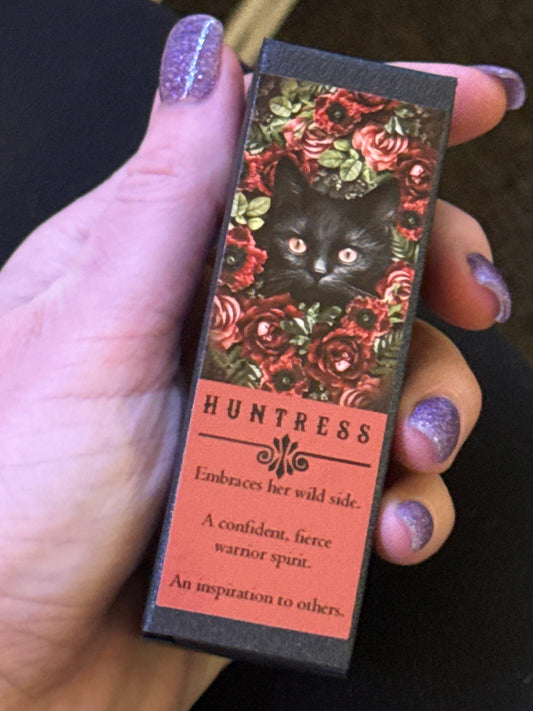 HUNTRESS
Embraces her wild side.
A confident, fierce
warrior spirit.
An inspiration to others.